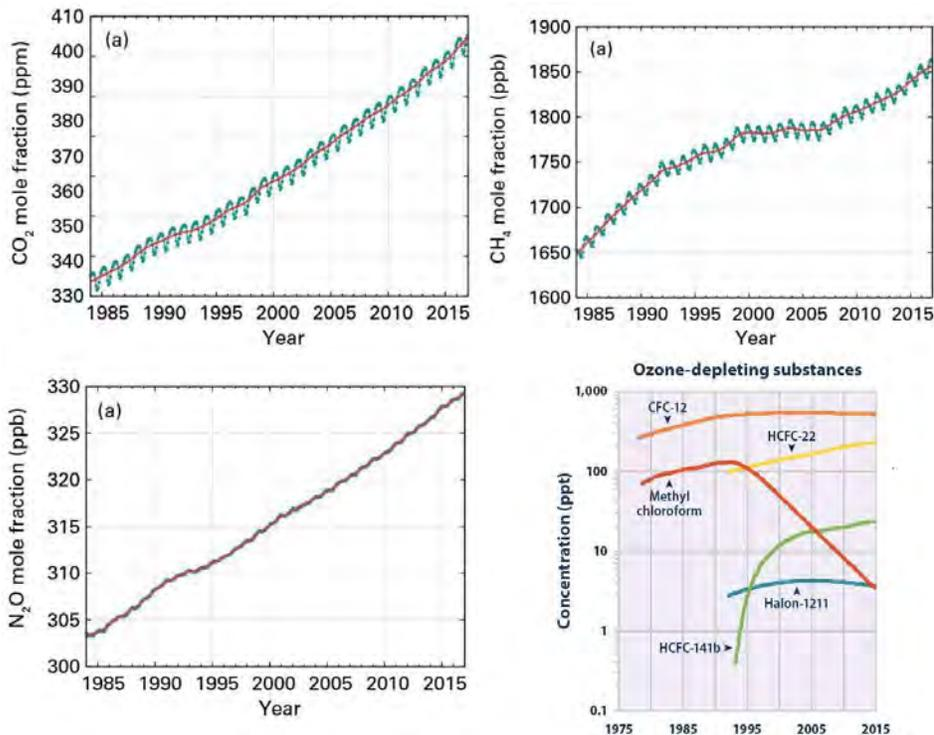 CO₂ mole fraction (ppm)
410
400
390
380
370
360
350
340
330
(a)
1985 1990 1995 2000 2005 2010 2015
Year
CH₄ mole fraction (ppb)
1900
1850
1800
1750
1700
1650
1600
(a)
1985 1990 1995 2000 2005 2010 2015
Year
N₂O mole fraction (ppb)
330
325
320
315
310
305
300
(a)
1985 1990 1995 2000 2005 2010 2015
Year
Ozone-depleting substances
Concentration (ppt)
1,000
100
10
1
0.1
CFC-12
HCFC-22
Methyl
chloroform
Halon-1211
HCFC-141b
1975 1985 1995 2005 2015